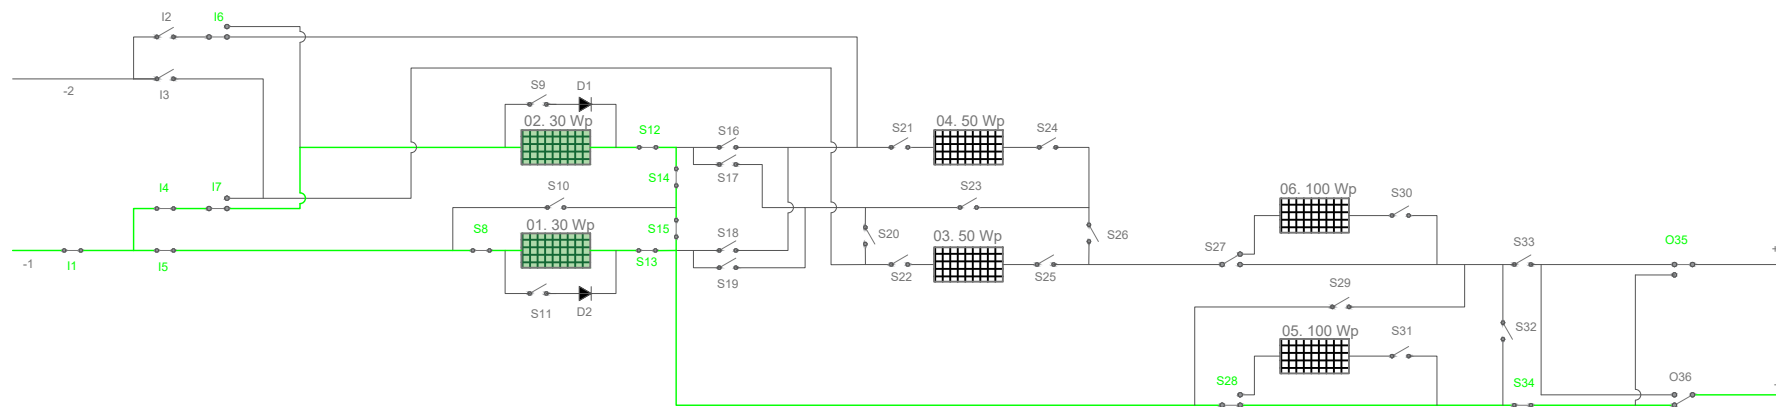 I2
I6
-2
I3
S9
D1
02. 30 Wp
S12
S16
S17
S21
04. 50 Wp
S24
I4
I7
S14
S10
S23
06. 100 Wp
S30
S8
01. 30 Wp
S15
S13
S18
S19
S20
S22
03. 50 Wp
S25
S26
S27
S33
O35
+
-1
I1
I5
S11
D2
S29
S32
05. 100 Wp
S31
S28
S34
O36
-